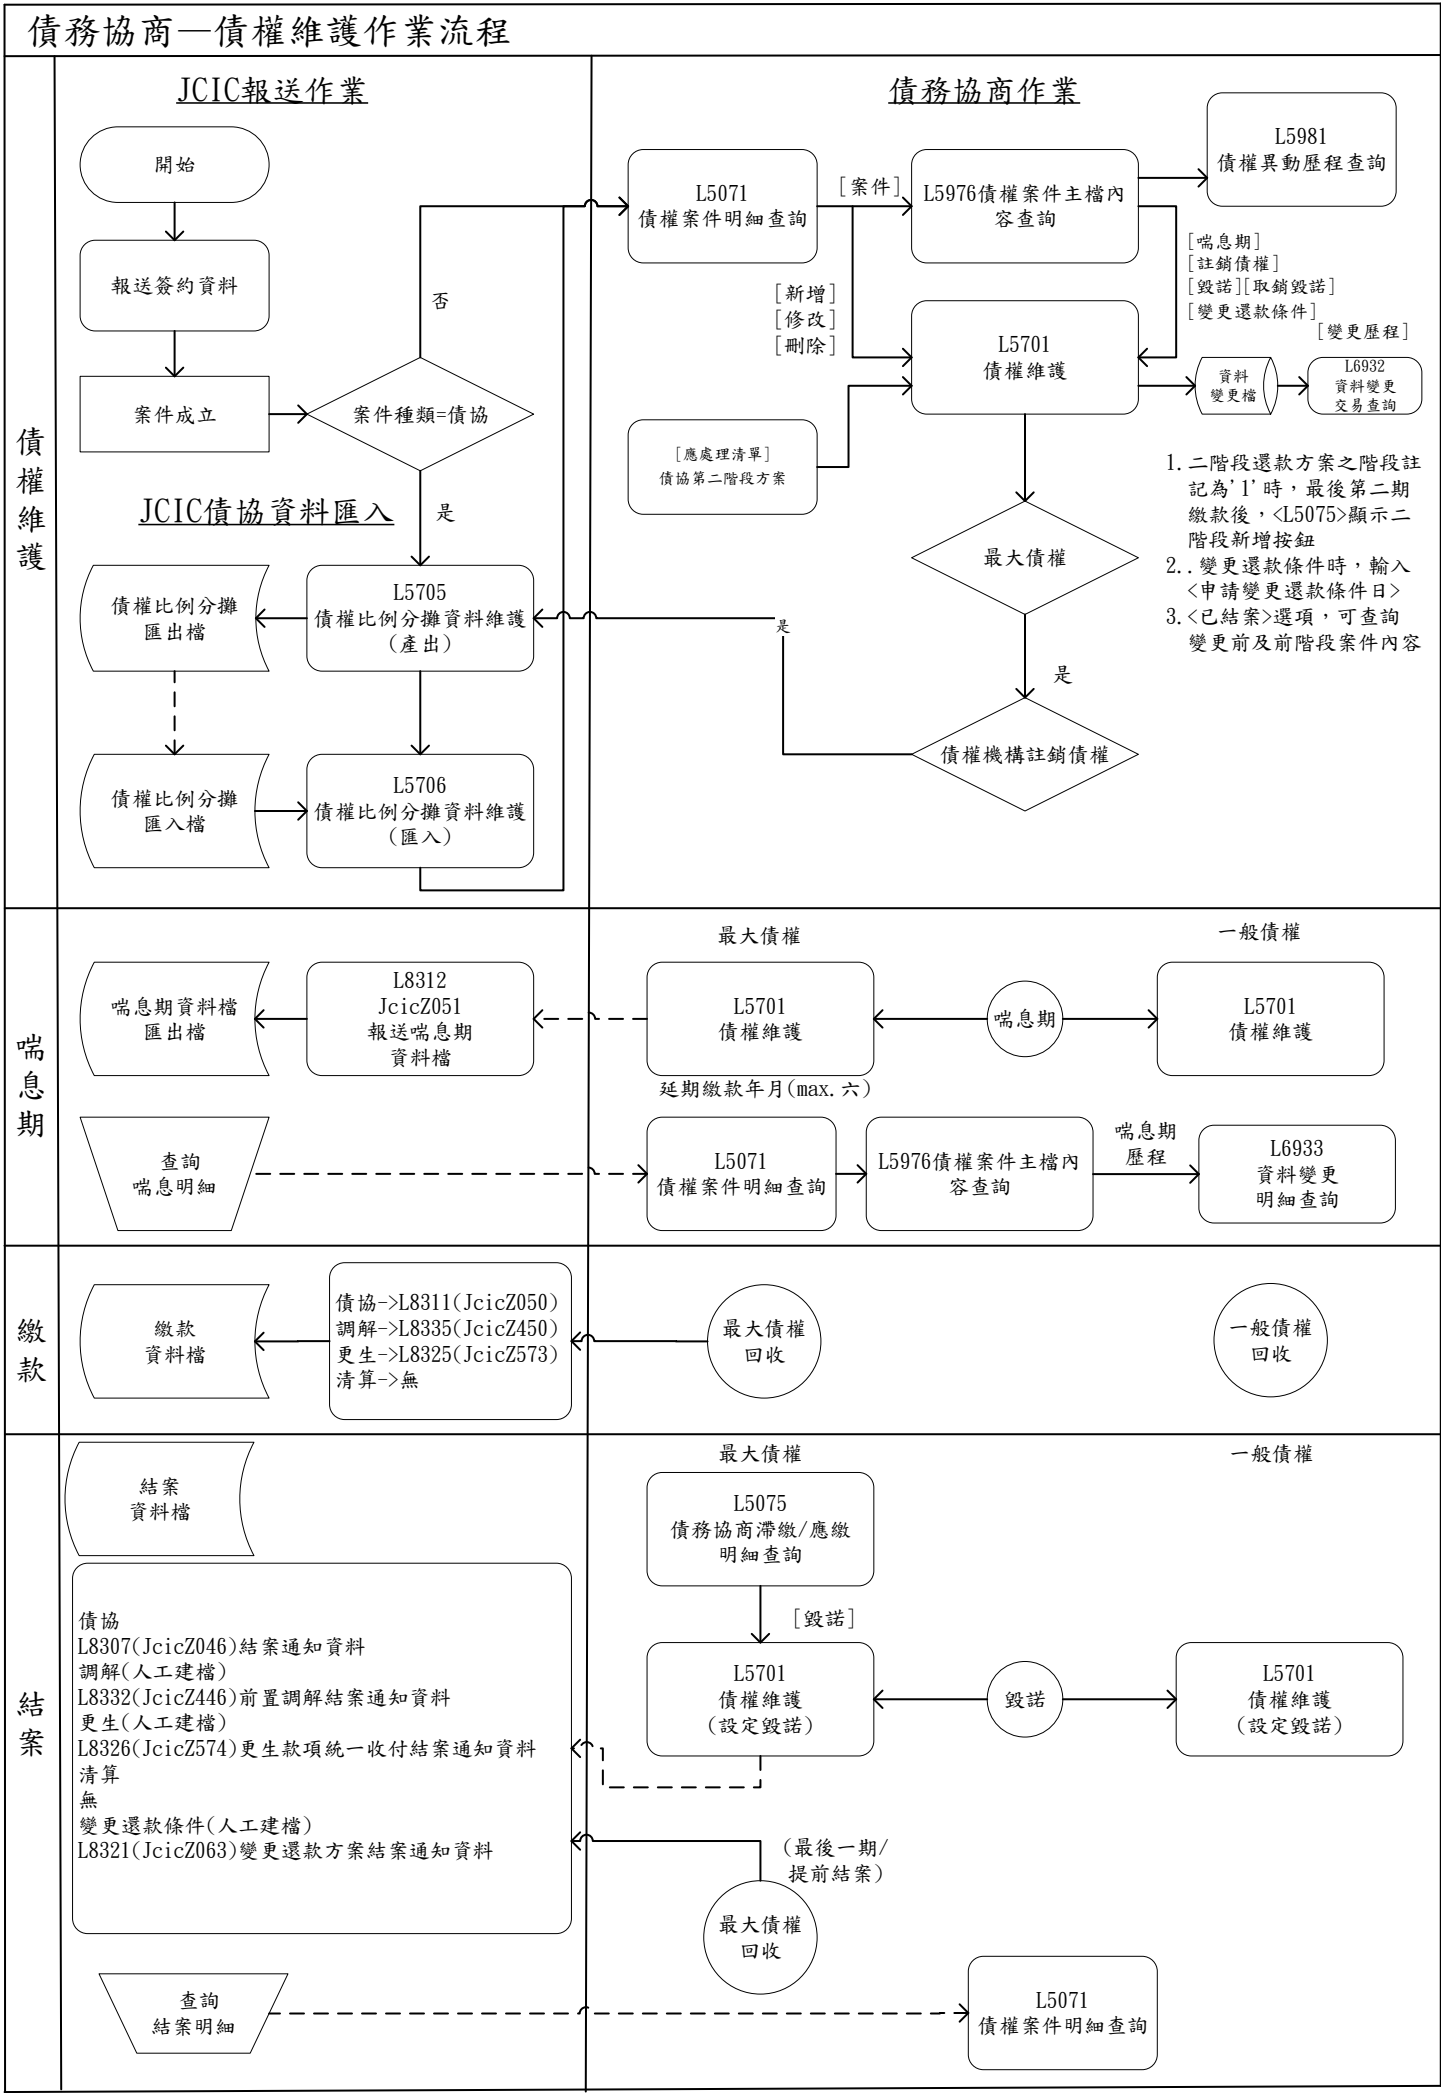 債務協商—債權維護作業流程
債權維護
JCIC報送作業
開始
報送簽約資料
案件成立
案件種類=債協
否
是
JCIC債協資料匯入
債權比例分攤
匯出檔
L5705
債權比例分攤資料維護
(產出)
債權比例分攤
匯入檔
L5706
債權比例分攤資料維護
(匯入)
債務協商作業
L5071
債權案件明細查詢
[案件]
L5976債權案件主檔內
容查詢
L5981
債權異動歷程查詢
[喘息期]
[註銷債權]
[毀諾][取銷毀諾]
[變更還款條件]
[變更歷程]
[新增]
[修改]
[刪除]
L5701
債權維護
資料
變更檔
L6932
資料變更
交易查詢
[應處理清單]
債協第二階段方案
最大債權
是
債權機構註銷債權
是
1.二階段還款方案之階段註
記為'1'時，最後第二期
繳款後，<L5075>顯示二
階段新增按鈕
2..變更還款條件時，輸入
<申請變更還款條件日>
3.<已結案>選項，可查詢
變更前及前階段案件內容
喘息期
最大債權
一般債權
喘息期資料檔
匯出檔
L8312
JcicZ051
報送喘息期
資料檔
L5701
債權維護
喘息期
L5701
債權維護
延期繳款年月(max.六)
查詢
喘息明細
L5071
債權案件明細查詢
L5976債權案件主檔內
容查詢
喘息期
歷程
L6933
資料變更
明細查詢
繳款
繳款
資料檔
債協->L8311(JcicZ050)
調解->L8335(JcicZ450)
更生->L8325(JcicZ573)
清算->無
最大債權
回收
一般債權
回收
結案
最大債權
一般債權
結案
資料檔
L5075
債務協商滯繳/應繳
明細查詢
[毀諾]
債協
L8307(JcicZ046)結案通知資料
調解(人工建檔)
L8332(JcicZ446)前置調解結案通知資料
更生(人工建檔)
L8326(JcicZ574)更生款項統一收付結案通知資料
清算
無
變更還款條件(人工建檔)
L8321(JcicZ063)變更還款方案結案通知資料
L5701
債權維護
(設定毀諾)
毀諾
L5701
債權維護
(設定毀諾)
(最後一期/
提前結案)
最大債權
回收
查詢
結案明細
L5071
債權案件明細查詢